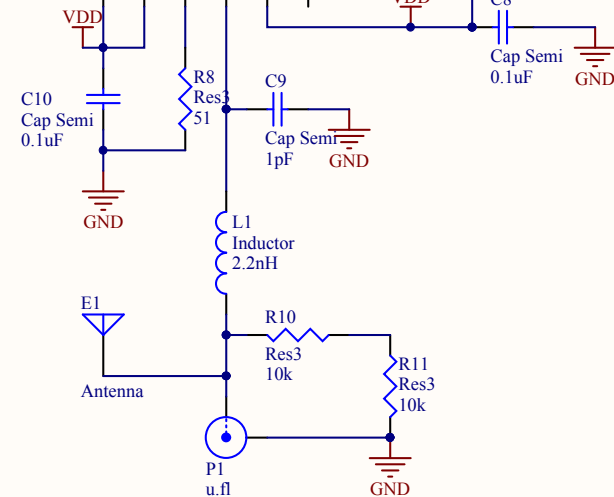 VDD
VDD
C8
Cap Semi
0.1uF
GND
C10
Cap Semi
0.1uF
R8
Res3
51
C9
Cap Semi
1pF
GND
GND
L1
Inductor
2.2nH
E1
Antenna
R10
Res3
10k
R11
Res3
10k
P1
u.fl
GND